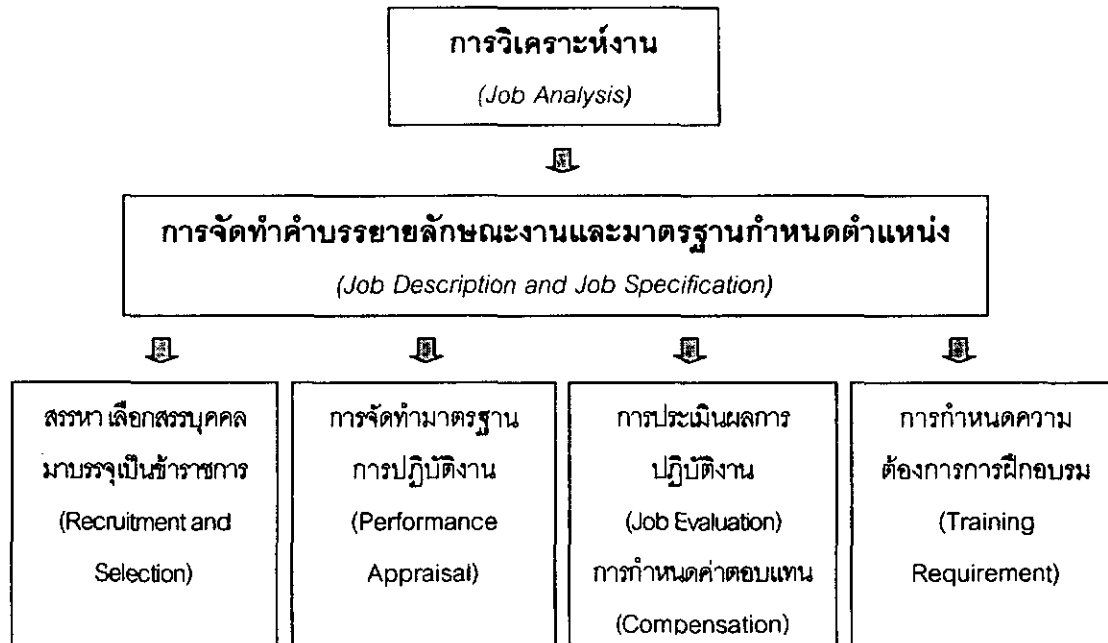 การวิเคราะห์งาน
(Job Analysis)
การจัดทำคำบรรยายลักษณะงานและมาตรฐานกำหนดตำแหน่ง
(Job Description and Job Specification)
สรรหา เลือกสรรบุคคล
มาบรรจุเป็นข้าราชการ
(Recruitment and
Selection)
การจัดทำมาตรฐาน
การปฏิบัติงาน
(Performance
Appraisal)
การประเมินผลการ
ปฏิบัติงาน
(Job Evaluation)
การกำหนดค่าตอบแทน
(Compensation)
การกำหนดความ
ต้องการการฝึกอบรม
(Training
Requirement)